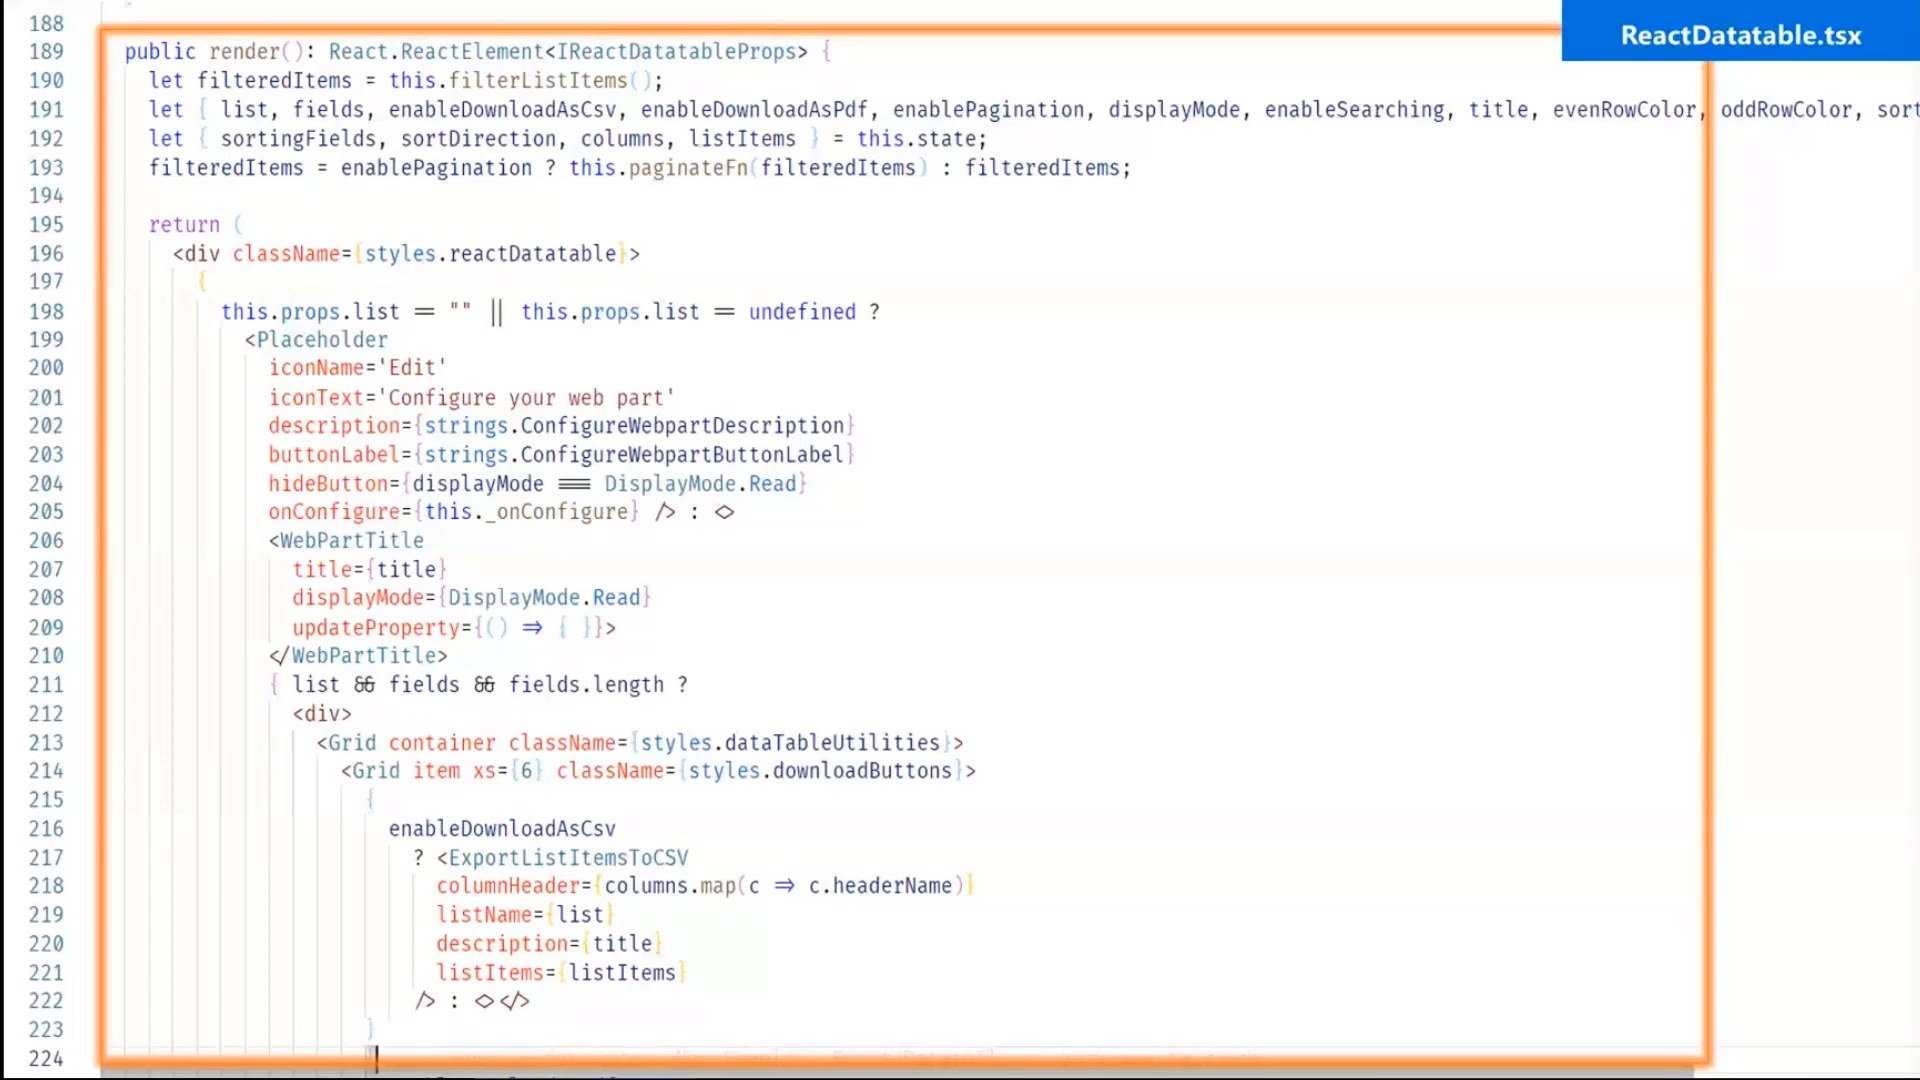 ReactDatatable.tsx
188
189 public render(): React.ReactElement<IReactDatatableProps> {
190 let filteredItems = this.filterListItems();
191 let { list, fields, enableDownloadAsCsv, enableDownloadAsPdf, enablePagination, displayMode, enableSearching, title, evenRowColor, oddRowColor, sort
192 let { sortingFields, sortDirection, columns, listItems } = this.state;
193 filteredItems = enablePagination ? this.paginateFn(filteredItems) : filteredItems;
194
195 return (
196 <div className={styles.reactDatatable}>
197 {
198 this.props.list == "" || this.props.list == undefined ?
199 <Placeholder
200 iconName='Edit'
201 iconText='Configure your web part'
202 description={strings.ConfigureWebpartDescription}
203 buttonLabel={strings.ConfigureWebpartButtonLabel}
204 hideButton={displayMode === DisplayMode.Read}
205 onConfigure={this._onConfigure} /> : <>
206 <WebPartTitle
207 title={title}
208 displayMode={DisplayMode.Read}
209 updateProperty={() => { }}>
210 </WebPartTitle>
211 { list && fields && fields.length ?
212 <div>
213 <Grid container className={styles.dataTableUtilities}>
214 <Grid item xs={6} className={styles.downloadButtons}>
215 {
216 enableDownloadAsCsv
217 ? <ExportListItemsToCSV
218 columnHeader={columns.map(c => c.headerName)}
219 listName={list}
220 description={title}
221 listItems={listItems}
222 /> : <></>
223 }
224